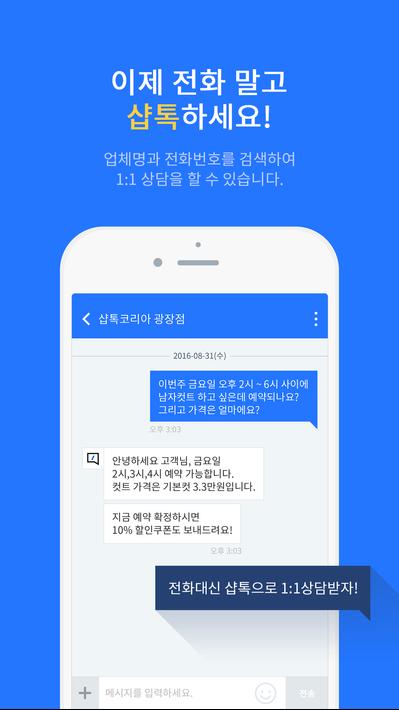 이제 전화 말고
샵톡하세요!
업체명과 전화번호를 검색하여
1:1 상담을 할 수 있습니다.
샵톡코리아 광장점
2016-08-31(수)
이번주 금요일 오후 2시 ~ 6시 사이에
남자컷트 하고 싶은데 예약되나요?
그리고 가격은 얼마에요?
오후 3:03
안녕하세요 고객님, 금요일
2시,3시,4시 예약 가능합니다.
컷트 가격은 기본컷 3.3만원입니다.
지금 예약 확정하시면
10% 할인쿠폰도 보내드려요!
오후 3:03
전화대신 샵톡으로 1:1상담받자!
메시지를 입력하세요.
전송